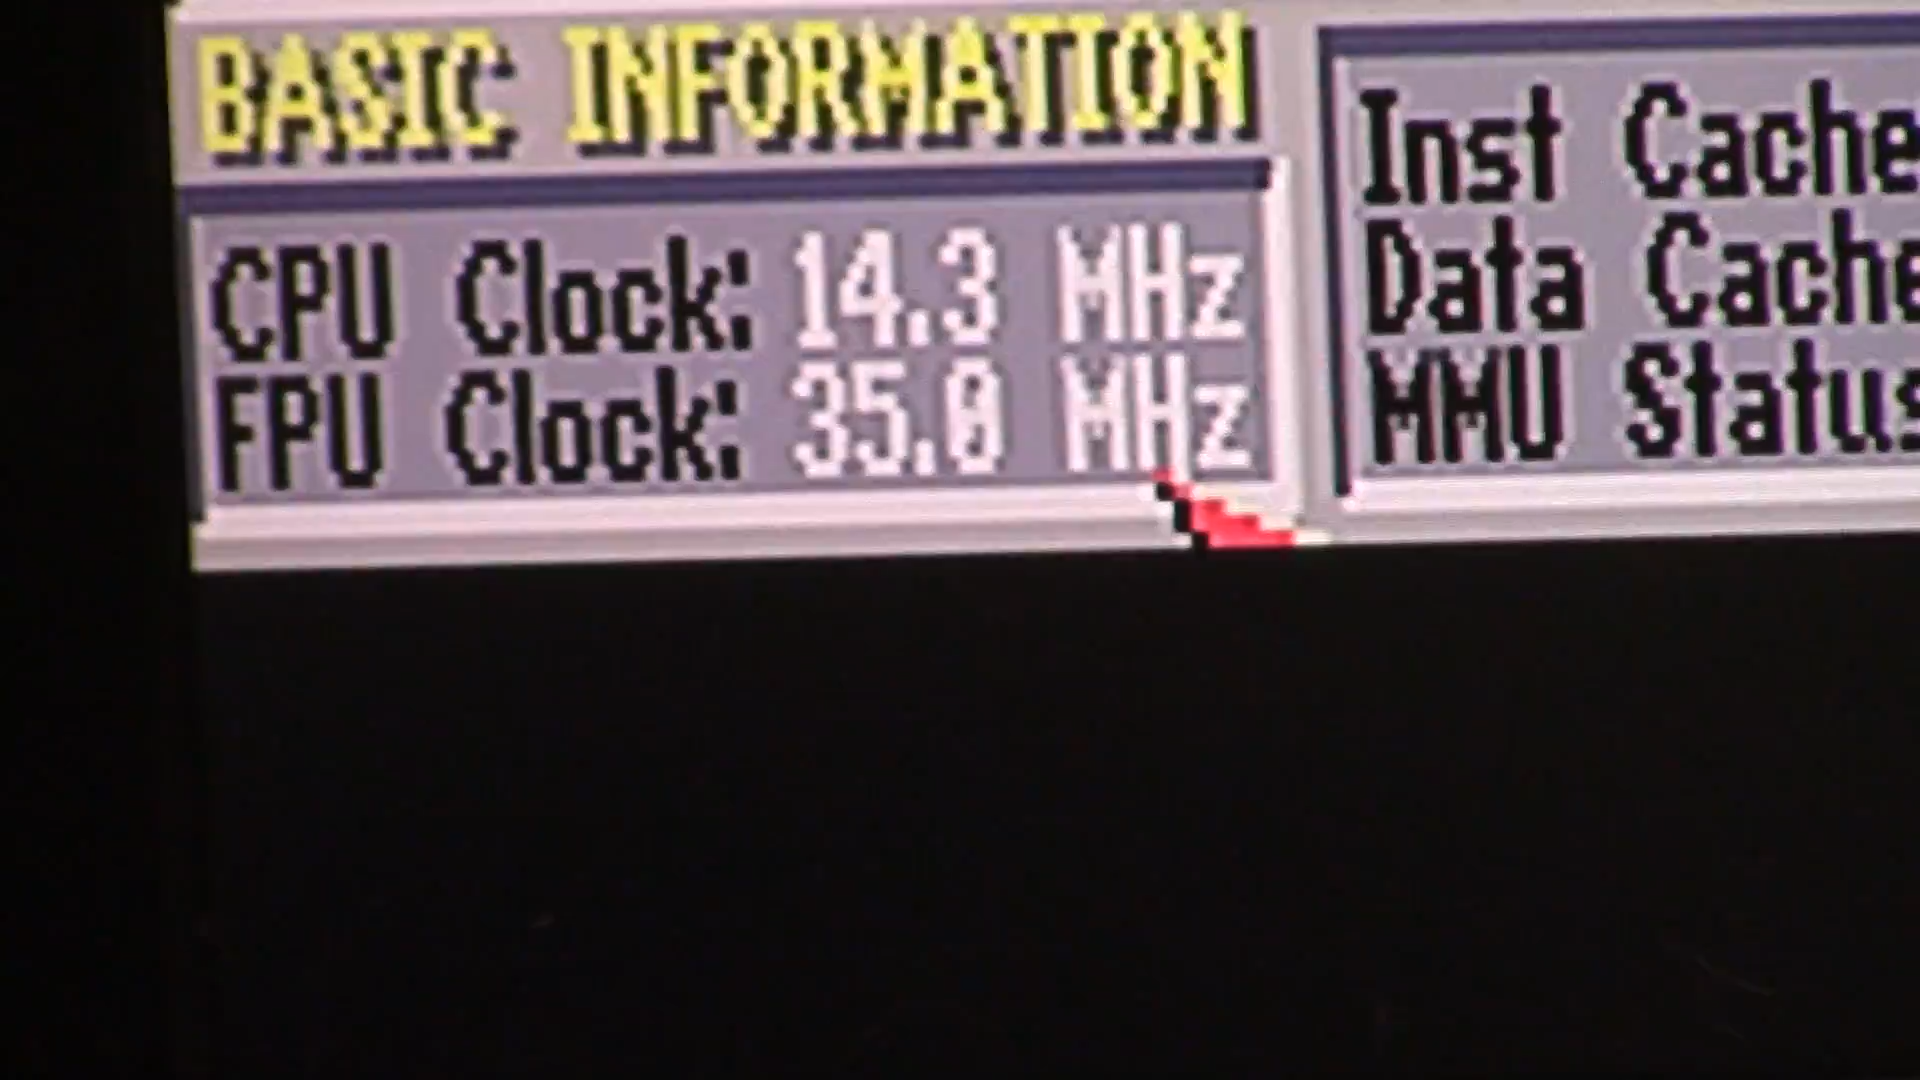 BASIC INFORMATION
CPU Clock: 14.3 MHz
FPU Clock: 35.0 MHz
Inst Cache
Data Cache
MMU Status